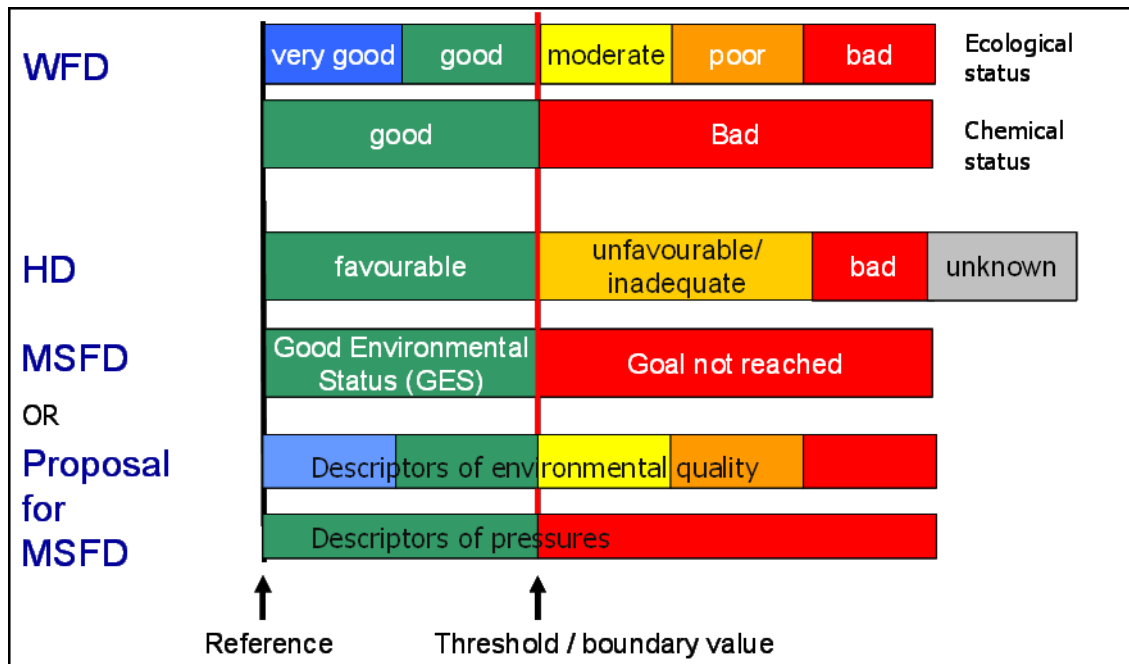 WFD
very good good moderate poor bad
Ecological
status
good Bad
Chemical
status
HD
favourable
unfavourable/
inadequate
bad unknown
MSFD
Good Environmental
Status (GES)
Goal not reached
OR
Proposal
for
MSFD
Descriptors of environmental quality
Descriptors of pressures
Reference Threshold / boundary value